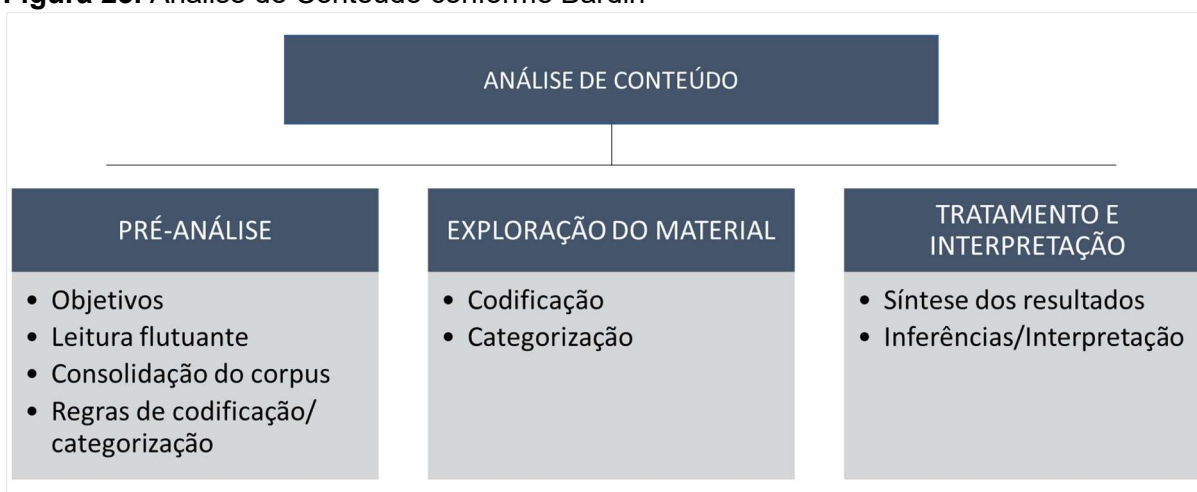 Figura 20. Análise de Conteúdo conforme Bardin
ANÁLISE DE CONTEÚDO
PRÉ-ANÁLISE
• Objetivos
• Leitura flutuante
• Consolidação do corpus
• Regras de codificação/
categorização
EXPLORAÇÃO DO MATERIAL
• Codificação
• Categorização
TRATAMENTO E
INTERPRETAÇÃO
• Síntese dos resultados
• Inferências/Interpretação